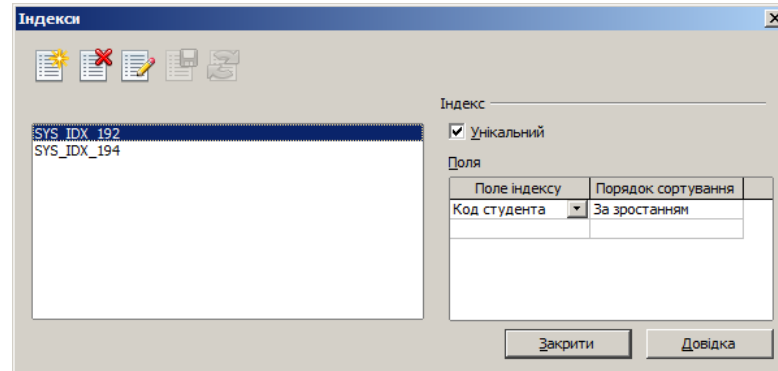 Індекси
Індекс
SYS_IDX_192
Унікальний
SYS_IDX_194
Поля
Поле індексу Порядок сортування
Код студента За зростанням
Закрити Довідка